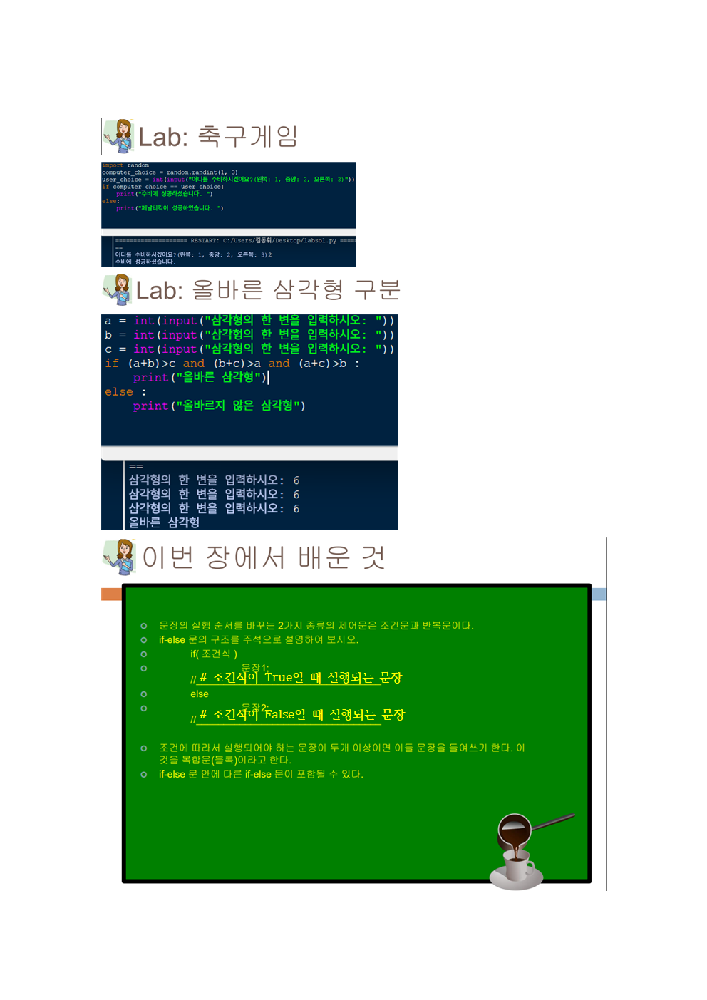 Lab: 축구게임
import random
computer_choice = random.randint(1, 3)
user_choice = int(input("어디를 수비하시겠어요?(왼쪽: 1, 중앙: 2, 오른쪽: 3)"))
if computer_choice == user_choice:
    print("수비에 성공하셨습니다. ")
else:
    print("페널티킥이 성공하였습니다. ")
==================== RESTART: C:/Users/김동휘/Desktop/labsol.py =====
==
어디를 수비하시겠어요?(왼쪽: 1, 중앙: 2, 오른쪽: 3)2
수비에 성공하셨습니다.
Lab: 올바른 삼각형 구분
a = int(input("삼각형의 한 변을 입력하시오: "))
b = int(input("삼각형의 한 변을 입력하시오: "))
c = int(input("삼각형의 한 변을 입력하시오: "))
if (a+b)>c and (b+c)>a and (a+c)>b :
    print("올바른 삼각형")
else :
    print("올바르지 않은 삼각형")
==
삼각형의 한 변을 입력하시오: 6
삼각형의 한 변을 입력하시오: 6
삼각형의 한 변을 입력하시오: 6
올바른 삼각형
이번 장에서 배운 것
문장의 실행 순서를 바꾸는 2가지 종류의 제어문은 조건문과 반복문이다.
if-else 문의 구조를 주석으로 설명하여 보시오.
if( 조건식 )
문장1;
// # 조건식이 True일 때 실행되는 문장
else
문장2;
// # 조건식이 False일 때 실행되는 문장
조건에 따라서 실행되어야 하는 문장이 두개 이상이면 이들 문장을 들여쓰기 한다. 이
것을 복합문(블록)이라고 한다.
if-else 문 안에 다른 if-else 문이 포함될 수 있다.